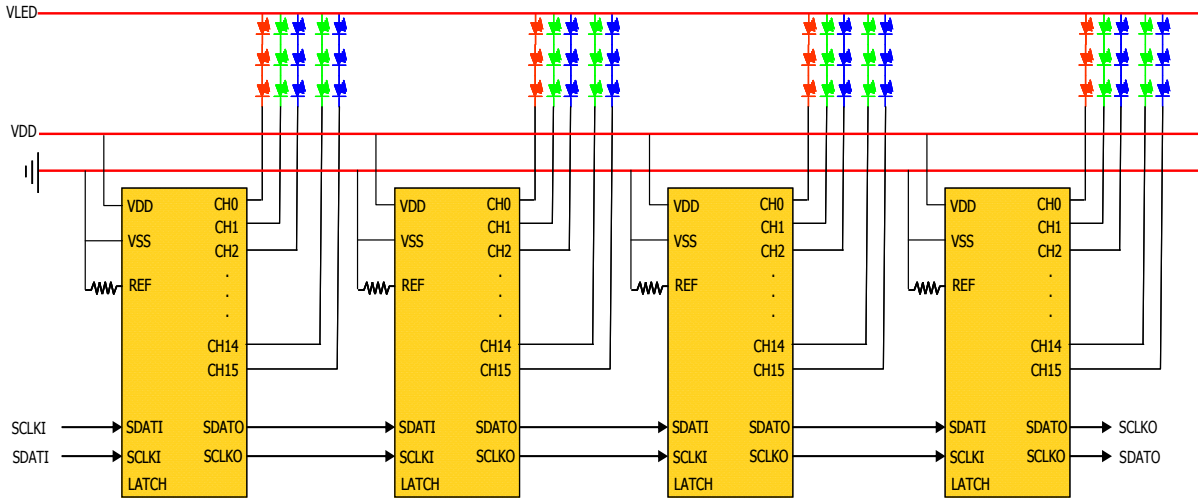 VLED
VDD
VDD CH0 VDD CH0 VDD CH0 VDD CH0
CH1 CH1 CH1 CH1
VSS CH2 VSS CH2 VSS CH2 VSS CH2
. . . .
REF . REF . REF . REF .
. . . .
CH14 CH14 CH14 CH14
CH15 CH15 CH15 CH15
SCLKI SDATI SDATO SDATI SDATO SDATI SDATO SDATI SDATO SCLKO
SDATI SCLKI SCLKO SCLKI SCLKO SCLKI SCLKO SCLKI SCLKO SDATO
LATCH LATCH LATCH LATCH